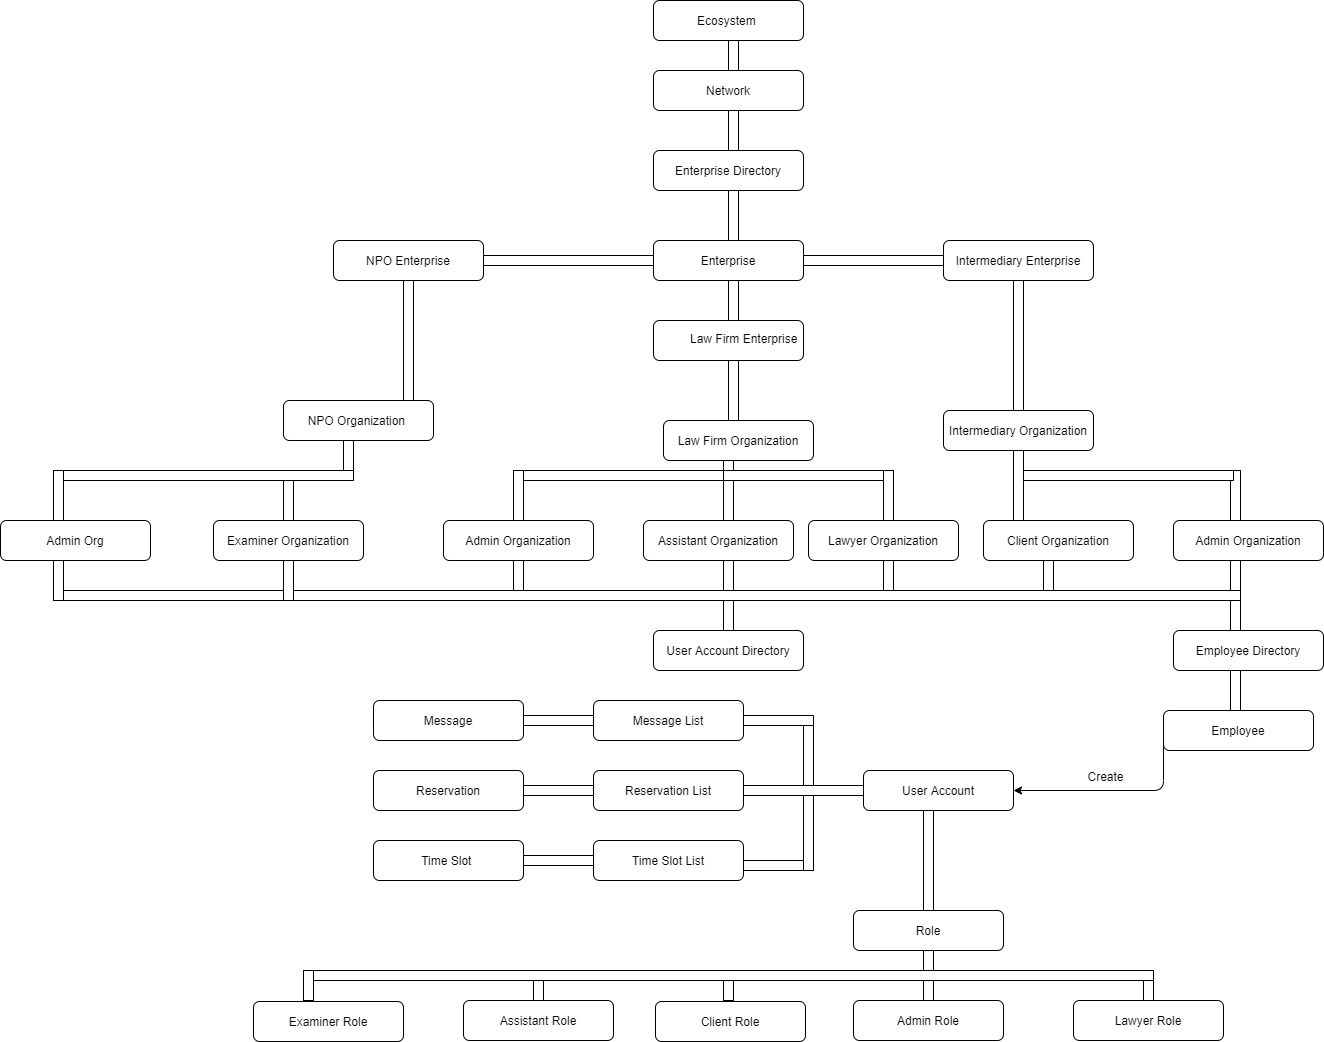 Ecosystem
Network
Enterprise Directory
NPO Enterprise
Enterprise
Intermediary Enterprise
Law Firm Enterprise
NPO Organization
Law Firm Organization
Intermediary Organization
Admin Org
Examiner Organization
Admin Organization
Assistant Organization
Lawyer Organization
Client Organization
Admin Organization
User Account Directory
Employee Directory
Message
Message List
Employee
Create
Reservation
Reservation List
User Account
Time Slot
Time Slot List
Role
Examiner Role
Assistant Role
Client Role
Admin Role
Lawyer Role